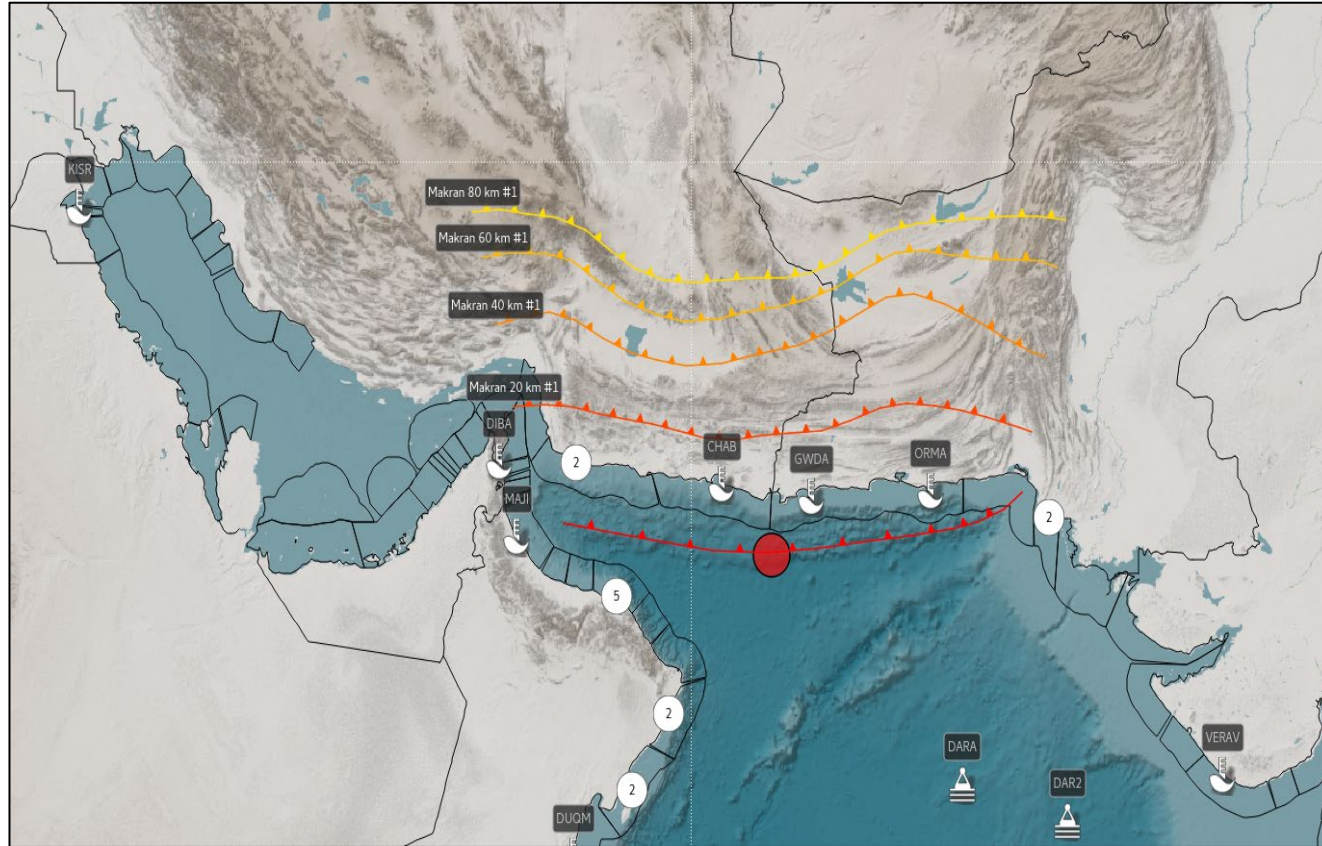 KISR
Makran 80 km #1
Makran 60 km #1
Makran 40 km #1
Makran 20 km #1
DIBA
2
CHAB
GWDA
ORMA
MAJI
2
5
2
DARA
VERAV
DAR2
2
DUQM